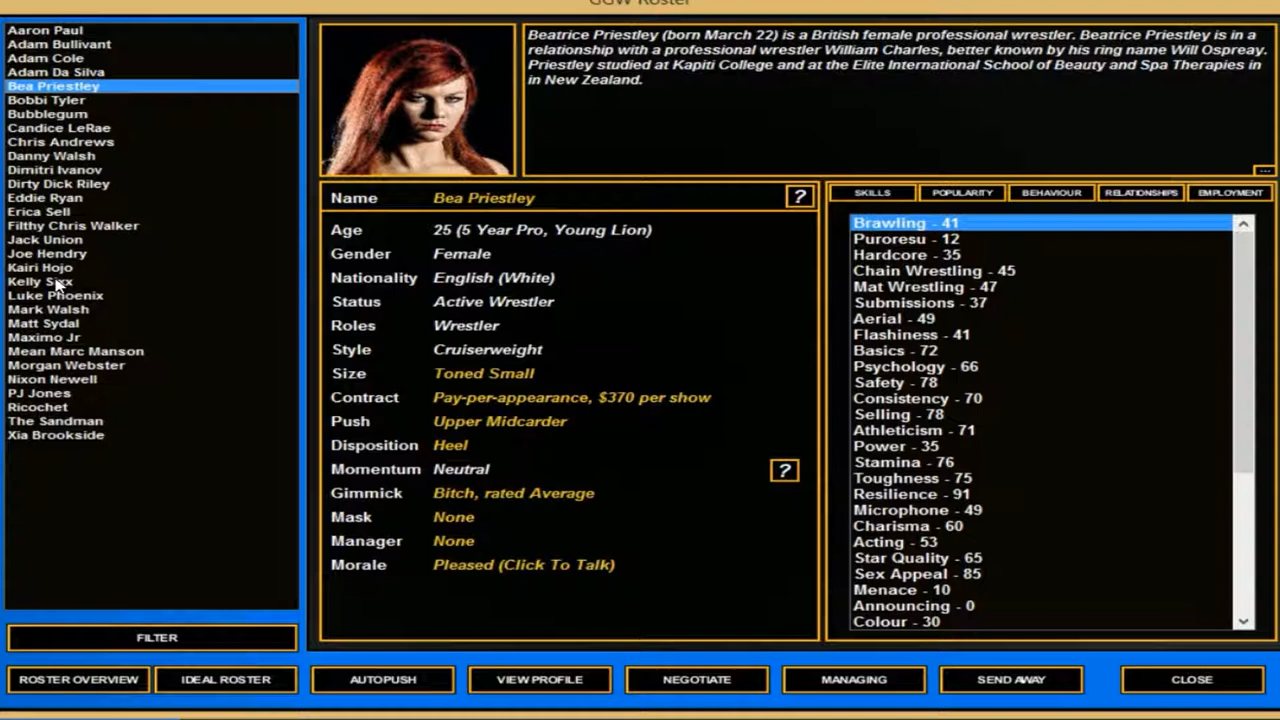 GGW Roster
Aaron Paul
Adam Bullivant
Adam Cole
Adam Da Silva
Bea Priestley
Bobbi Tyler
Bubblegum
Candice LeRae
Chris Andrews
Danny Walsh
Dimitri Ivanov
Dirty Dick Riley
Eddie Ryan
Erica Sell
Filthy Chris Walker
Jack Union
Joe Hendry
Kairi Hojo
Kelly Sixx
Luke Phoenix
Mark Walsh
Matt Sydal
Maximo Jr
Mean Marc Manson
Morgan Webster
Nixon Newell
PJ Jones
Ricochet
The Sandman
Xia Brookside
FILTER
Beatrice Priestley (born March 22) is a British female professional wrestler. Beatrice Priestley is in a
relationship with a professional wrestler William Charles, better known by his ring name Will Ospreay.
Priestley studied at Kapiti College and at the Elite International School of Beauty and Spa Therapies in
in New Zealand.
...
Name Bea Priestley ?
Age 25 (5 Year Pro, Young Lion)
Gender Female
Nationality English (White)
Status Active Wrestler
Roles Wrestler
Style Cruiserweight
Size Toned Small
Contract Pay-per-appearance, $370 per show
Push Upper Midcarder
Disposition Heel
Momentum Neutral ?
Gimmick Bitch, rated Average
Mask None
Manager None
Morale Pleased (Click To Talk)
SKILLS POPULARITY BEHAVIOUR RELATIONSHIPS EMPLOYMENT
Brawling - 41
Puroresu - 12
Hardcore - 35
Chain Wrestling - 45
Mat Wrestling - 47
Submissions - 37
Aerial - 49
Flashiness - 41
Basics - 72
Psychology - 66
Safety - 78
Consistency - 70
Selling - 78
Athleticism - 71
Power - 35
Stamina - 76
Toughness - 75
Resilience - 91
Microphone - 49
Charisma - 60
Acting - 53
Star Quality - 65
Sex Appeal - 85
Menace - 10
Announcing - 0
Colour - 30
ROSTER OVERVIEW IDEAL ROSTER AUTOPUSH VIEW PROFILE NEGOTIATE MANAGING SEND AWAY CLOSE